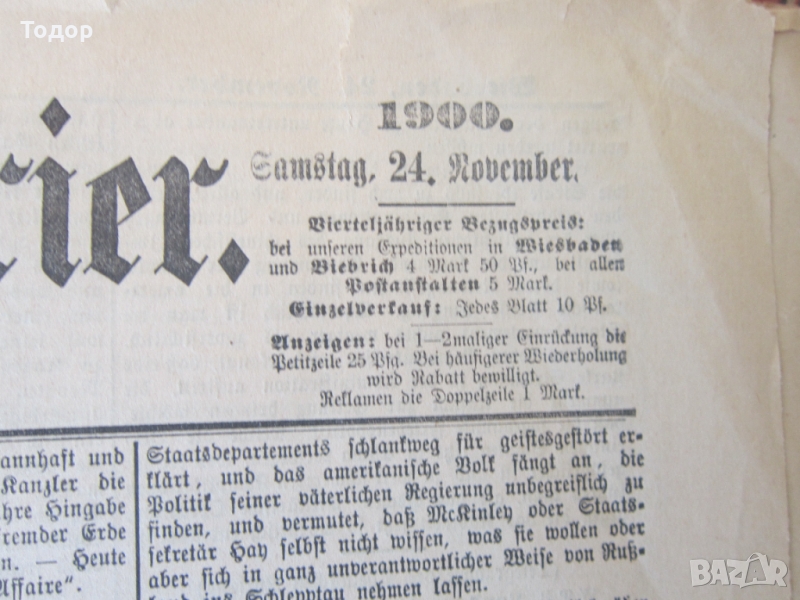 Todor
1900.
rier.
Samstag, 24. November.
Vierteljähriger Bezugspreis:
bei unseren Expeditionen in Wiesbaden
und Biebrich 4 Mark 50 Pf., bei allen
Postanstalten 5 Mark.
Einzelverkauf: Jedes Blatt 10 Pf.
Anzeigen: bei 1—2maliger Einrückung die
Petitzeile 25 Pfg. Bei häufigerer Wiederholung
wird Rabatt bewilligt.
Reklamen die Doppelzeile 1 Mark.
annhaft und
Kanzler die
hre Hingabe
fremder Erde
n. — Heute
Affaire".
Staatsdepartements schlankweg für geistesgestört er-
klärt, und das amerikanische Volk fängt an, die
Politik seiner väterlichen Regierung unbegreiflich zu
finden, und vermutet, daß McKinley oder Staats-
sekretär Hay selbst nicht wissen, was sie wollen oder
aber sich in ganz unverantwortlicher Weise von Ruß-
land ins Schlepptau nehmen lassen.
BAZAR